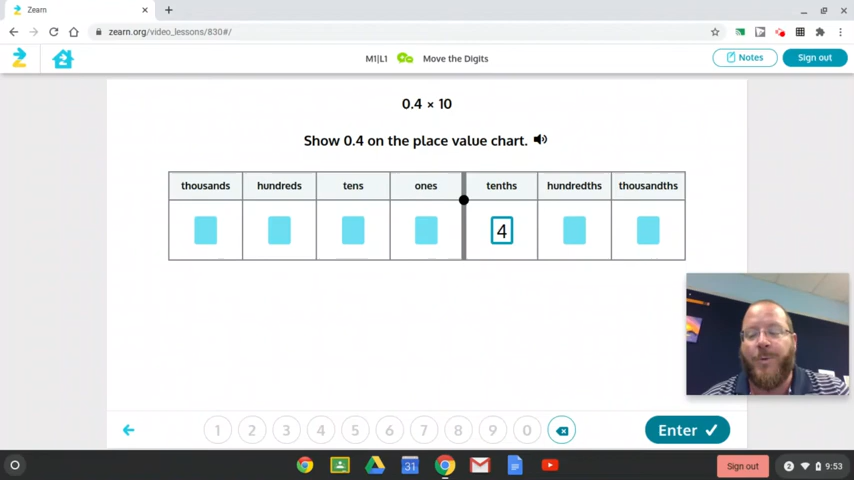 Zearn
zearn.org/video_lessons/830#/
M1|L1 Move the Digits
Notes
Sign out
0.4 × 10
Show 0.4 on the place value chart.
thousands hundreds tens ones tenths hundredths thousandths
4
1 2 3 4 5 6 7 8 9 0
Enter
31
Sign out
2
9:53